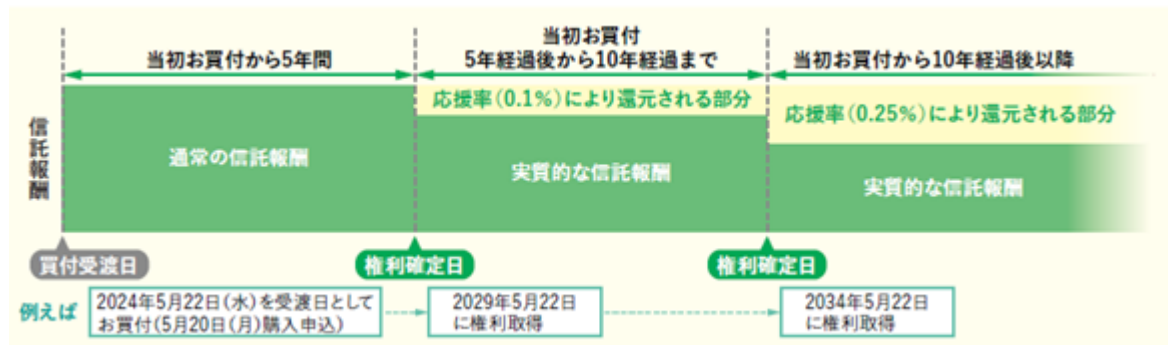 当初お買付から5年間
当初お買付
5年経過後から10年経過まで
当初お買付から10年経過後以降
信託報酬
通常の信託報酬
応援率(0.1%)により還元される部分
実質的な信託報酬
応援率(0.25%)により還元される部分
実質的な信託報酬
買付受渡日
権利確定日
権利確定日
例えば
2024年5月22日(水)を受渡日として
お買付(5月20日(月)購入申込)
2029年5月22日
に権利取得
2034年5月22日
に権利取得